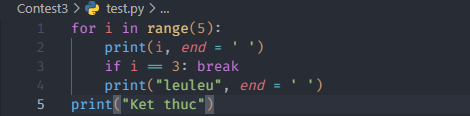 Contest3 > test.py > ...
1 for i in range(5):
2     print(i, end = ' ')
3     if i == 3: break
4     print("leuleu", end = ' ')
5 print("Ket thuc")